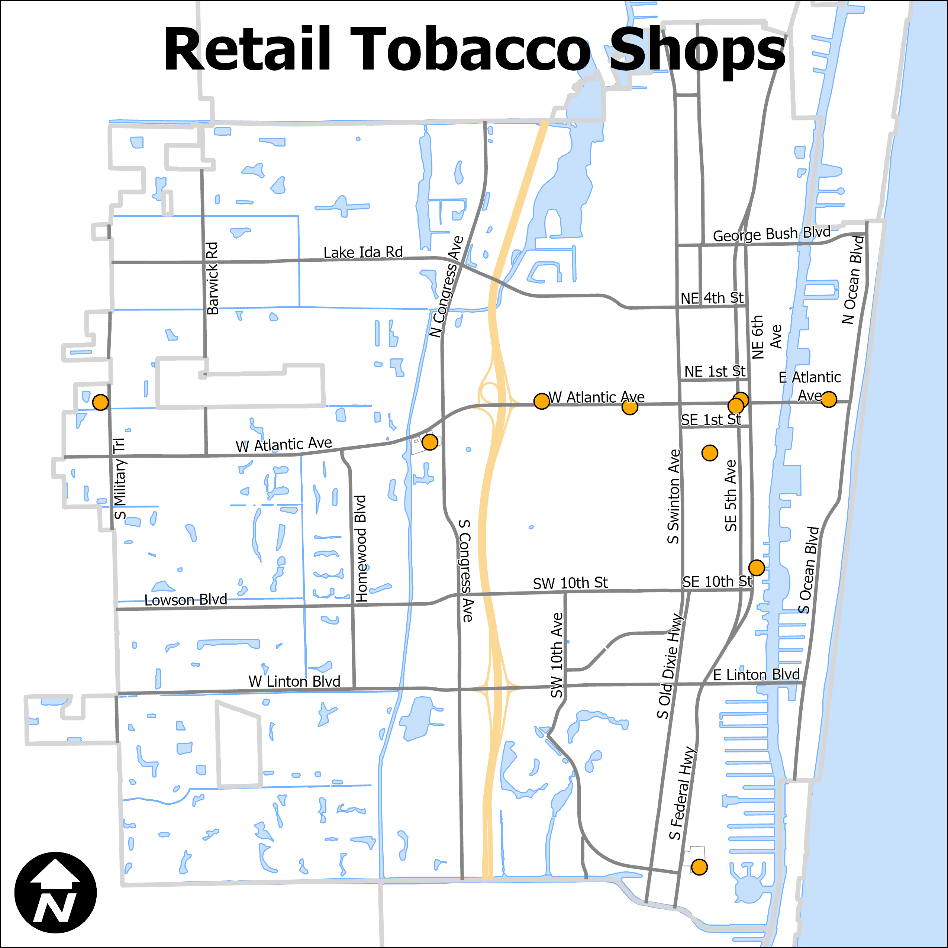 Retail Tobacco Shops
George Bush Blvd
N Ocean Blvd
Barwick Rd
Lake Ida Rd
N Congress Ave
NE 4th St
NE 6th
Ave
NE 1st St
E Atlantic
Ave
W Atlantic Ave
SE 1st St
W Atlantic Ave
S Military Trl
S Swinton Ave
SE 5th Ave
Homewood Blvd
S Congress Ave
S Ocean Blvd
SW 10th St
SE 10th St
Lowson Blvd
SW 10th Ave
S Old Dixie Hwy
W Linton Blvd
E Linton Blvd
S Federal Hwy
N